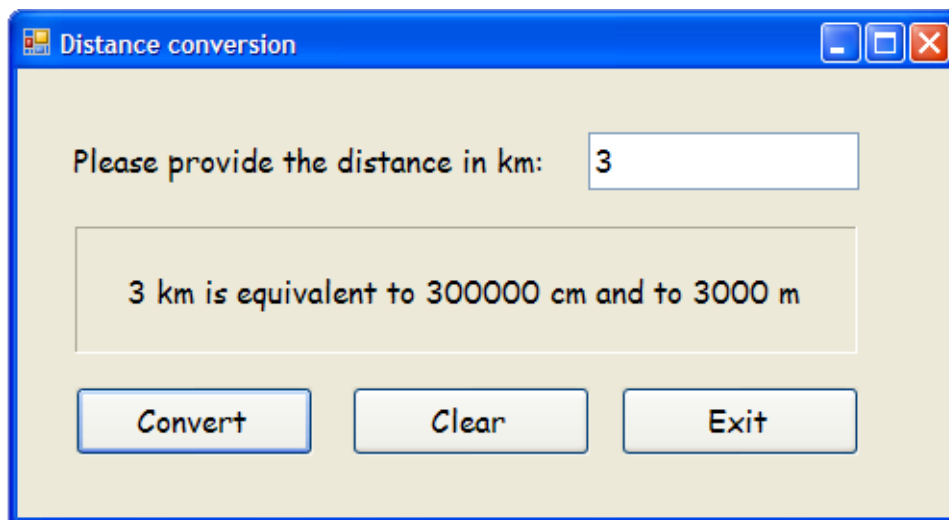 Distance conversion
Please provide the distance in km: 3
3 km is equivalent to 300000 cm and to 3000 m
Convert Clear Exit